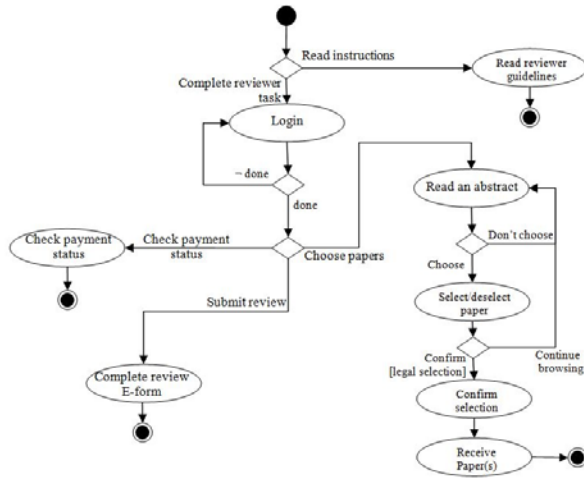 Read instructions
Read reviewer
guidelines
Complete reviewer
task
Login
~ done
done
Read an abstract
Check payment
status
Check payment
status
Choose papers
Don't choose
Choose
Submit review
Select/deselect
paper
Complete review
E-form
Confirm
[legal selection]
Continue
browsing
Confirm
selection
Receive
Paper(s)